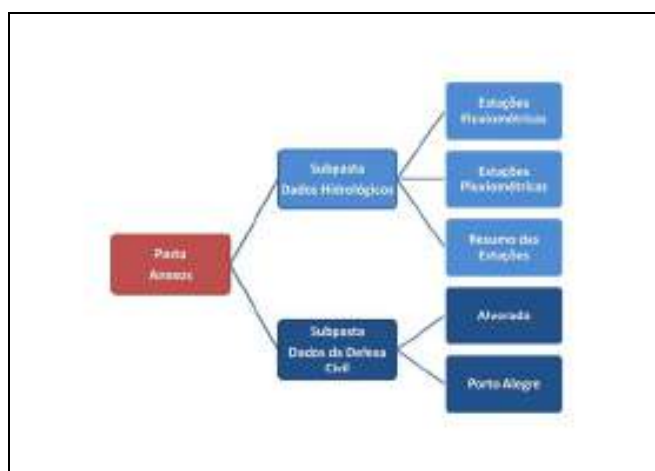 Pasta
Anexos
Subpasta
Dados Hidrológicos
Estações
Pluviométricas
Estações
Pluviométricas
Resumo das
Estações
Subpasta
Dados da Defesa
Civil
Alvorada
Porto Alegre